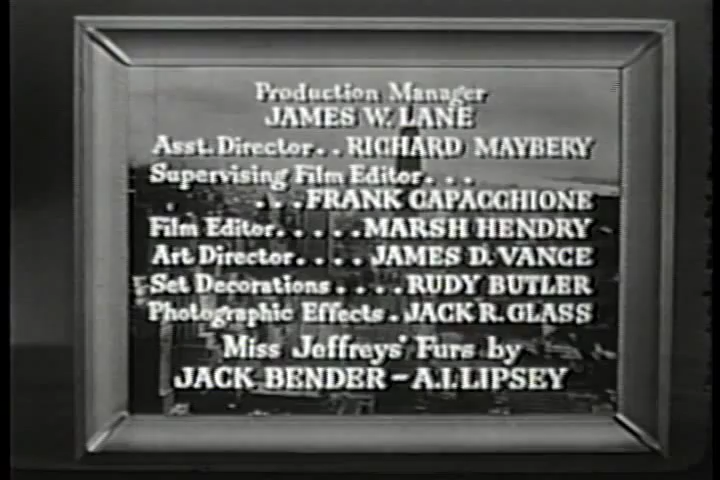 Production Manager
JAMES W. LANE
Asst. Director . . RICHARD MAYBERY
Supervising Film Editor . . .
. . . FRANK CAPACCHIONE
Film Editor . . . . . MARSH HENDRY
Art Director . . . . JAMES D. VANCE
Set Decorations . . . . RUDY BUTLER
Photographic Effects . JACK R. GLASS
Miss Jeffreys' Furs by
JACK BENDER - A.I. LIPSEY